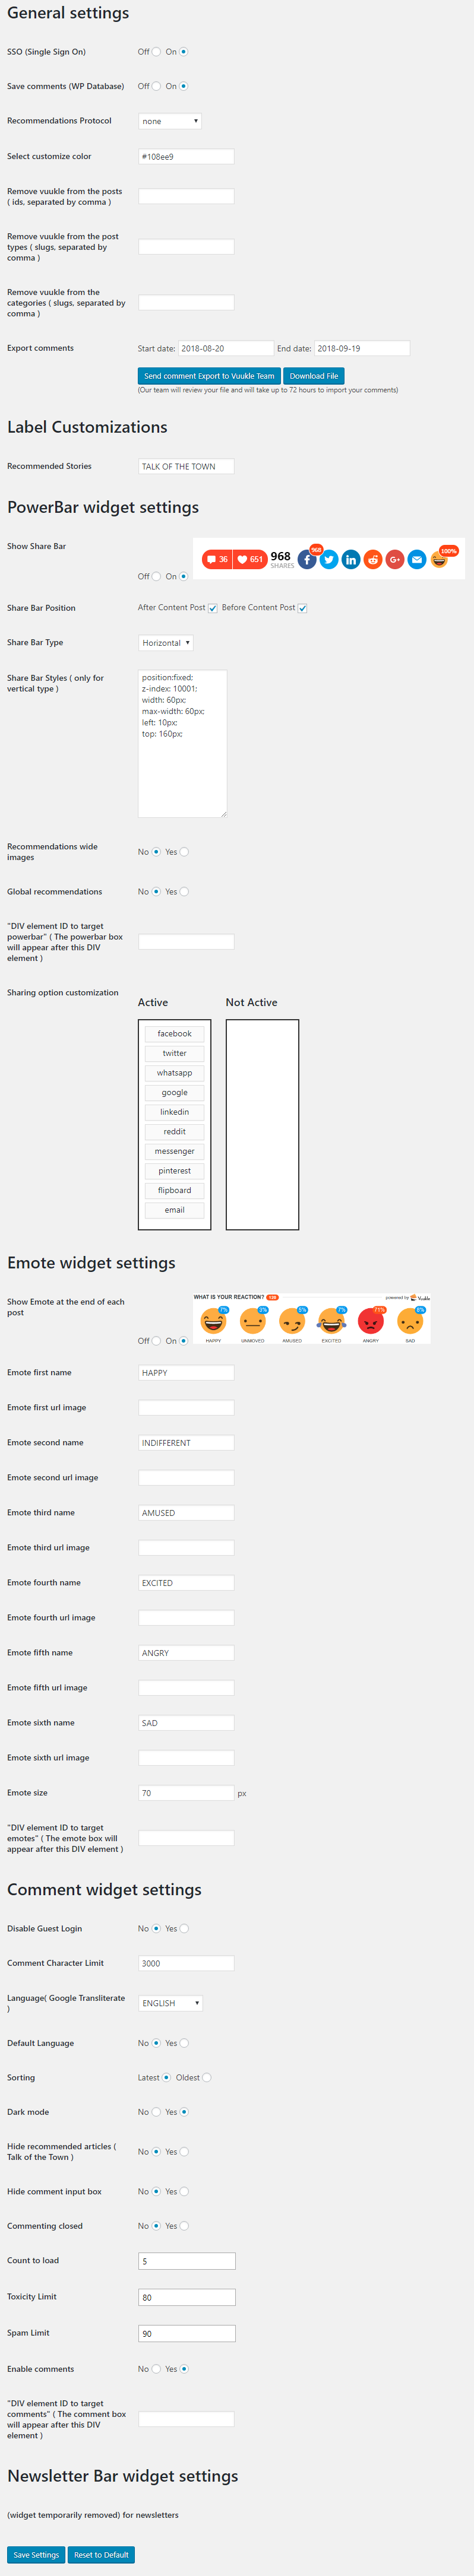 General settings
SSO (Single Sign On)
Off On
Save comments (WP Database)
Off On
Recommendations Protocol
none
Select customize color
#108ee9
Remove vuukle from the posts
( ids, separated by comma )
Remove vuukle from the post
types ( slugs, separated by
comma )
Remove vuukle from the
categories ( slugs, separated by
comma )
Export comments
Start date: 2018-08-20 End date: 2018-09-19
Send comment Export to Vuukle Team Download File
(Our team will review your file and will take up to 72 hours to import your comments)
Label Customizations
Recommended Stories
TALK OF THE TOWN
PowerBar widget settings
Show Share Bar
Off On
36 651 968 SHARES 968 100%
Share Bar Position
After Content Post Before Content Post
Share Bar Type
Horizontal
Share Bar Styles ( only for
vertical type )
position:fixed;
z-index: 10001;
width: 60px;
max-width: 60px;
left: 10px;
top: 160px;
Recommendations wide
images
No Yes
Global recommendations
No Yes
"DIV element ID to target
powerbar" ( The powerbar box
will appear after this DIV
element )
Sharing option customization
Active Not Active
facebook
twitter
whatsapp
google
linkedin
reddit
messenger
pinterest
flipboard
email
Emote widget settings
Show Emote at the end of each
post
Off On
WHAT IS YOUR REACTION? powered by Vuukle
7% 3% 5% 7% 71%
HAPPY UNMOVED AMUSED EXCITED ANGRY SAD
Emote first name
HAPPY
Emote first url image
Emote second name
INDIFFERENT
Emote second url image
Emote third name
AMUSED
Emote third url image
Emote fourth name
EXCITED
Emote fourth url image
Emote fifth name
ANGRY
Emote fifth url image
Emote sixth name
SAD
Emote sixth url image
Emote size
70 px
"DIV element ID to target
emotes" ( The emote box will
appear after this DIV element )
Comment widget settings
Disable Guest Login
No Yes
Comment Character Limit
3000
Language( Google Transliterate
)
ENGLISH
Default Language
No Yes
Sorting
Latest Oldest
Dark mode
No Yes
Hide recommended articles (
Talk of the Town )
No Yes
Hide comment input box
No Yes
Commenting closed
No Yes
Count to load
5
Toxicity Limit
80
Spam Limit
90
Enable comments
No Yes
"DIV element ID to target
comments" ( The comment box
will appear after this DIV
element )
Newsletter Bar widget settings
(widget temporarily removed) for newsletters
Save Settings Reset to Default